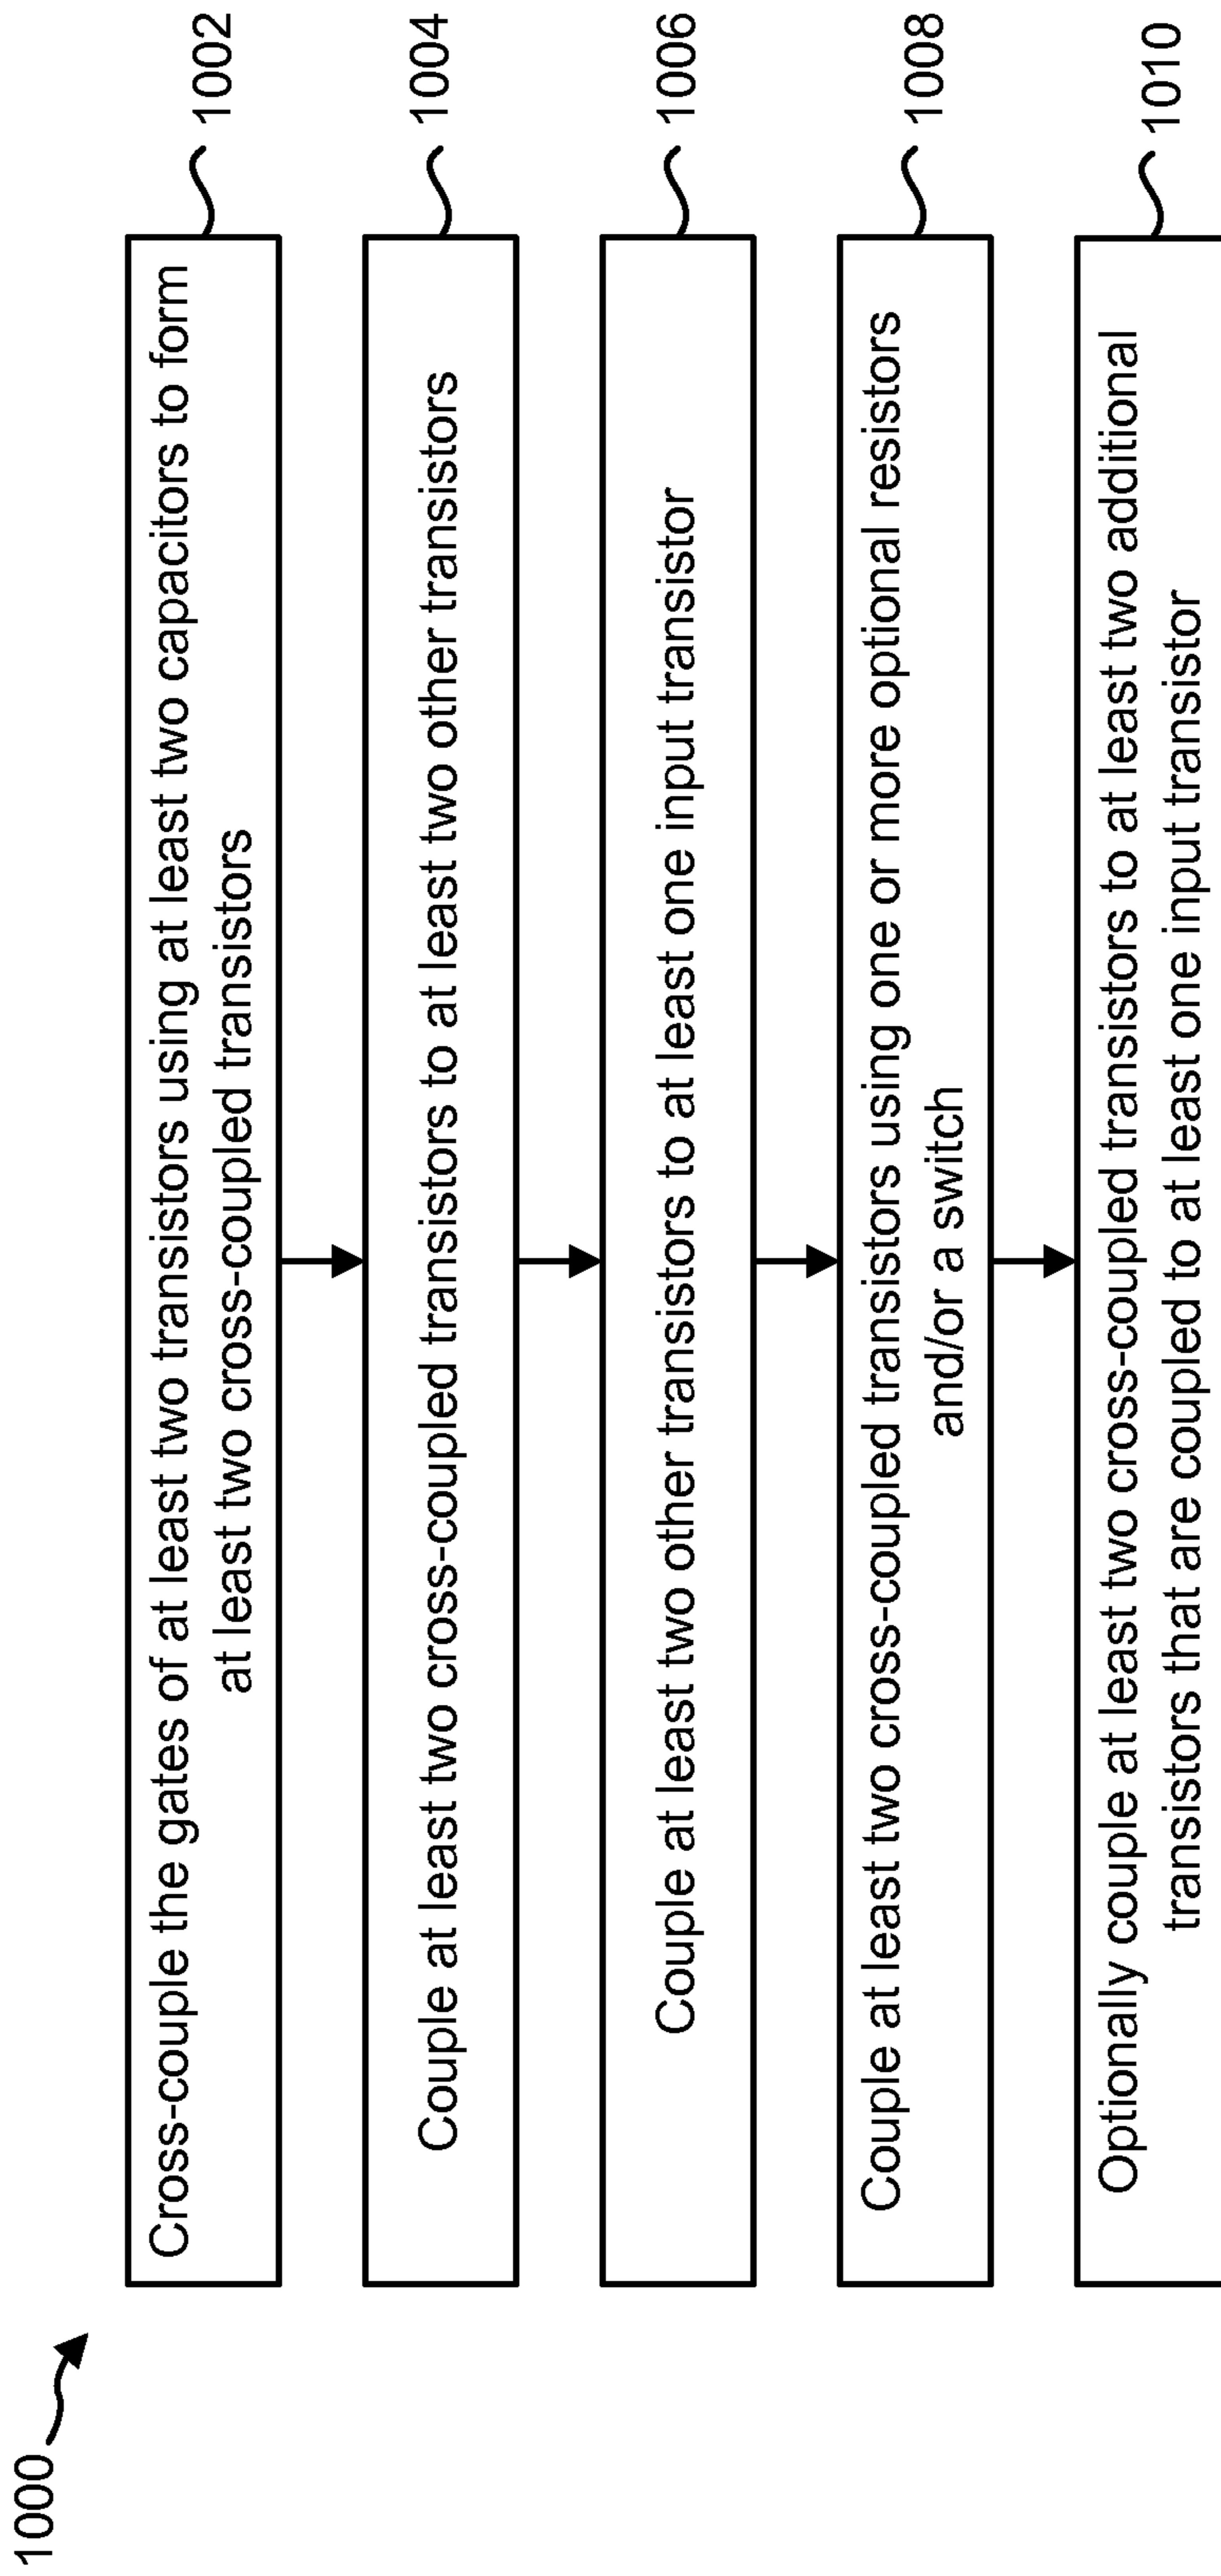 1000
Cross-couple the gates of at least two transistors using at least two capacitors to form
at least two cross-coupled transistors
1002
Couple at least two cross-coupled transistors to at least two other transistors
1004
Couple at least two other transistors to at least one input transistor
1006
Couple at least two cross-coupled transistors using one or more optional resistors
and/or a switch
1008
Optionally couple at least two cross-coupled transistors to at least two additional
transistors that are coupled to at least one input transistor
1010